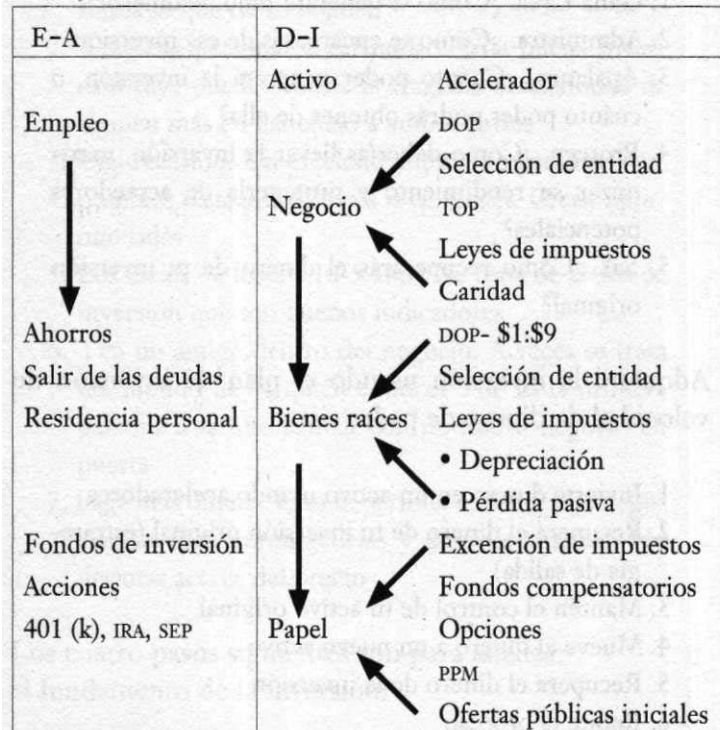 E-A D-I
Activo Acelerador
Empleo DOP
Selección de entidad
Negocio TOP
Leyes de impuestos
Caridad
Ahorros DOP- $1:$9
Salir de las deudas Selección de entidad
Residencia personal Bienes raíces Leyes de impuestos
• Depreciación
• Pérdida pasiva
Fondos de inversión Excención de impuestos
Acciones Fondos compensatorios
401 (k), IRA, SEP Papel Opciones
PPM
Ofertas públicas iniciales